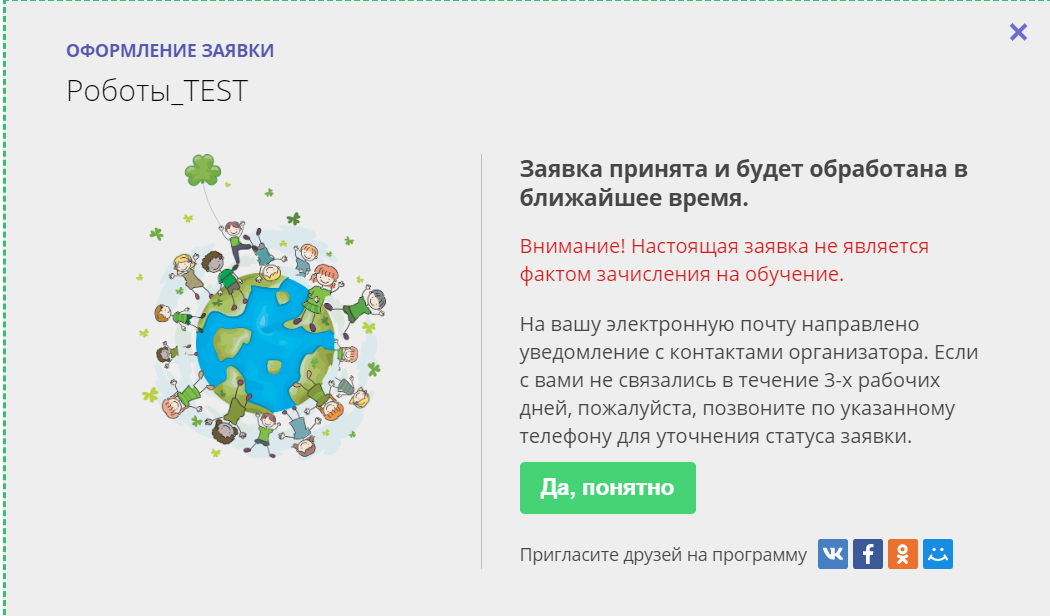 ОФОРМЛЕНИЕ ЗАЯВКИ
Роботы_TEST
Заявка принята и будет обработана в
ближайшее время.
Внимание! Настоящая заявка не является
фактом зачисления на обучение.
На вашу электронную почту направлено
уведомление с контактами организатора. Если
с вами не связались в течение 3-х рабочих
дней, пожалуйста, позвоните по указанному
телефону для уточнения статуса заявки.
Да, понятно
Пригласите друзей на программу